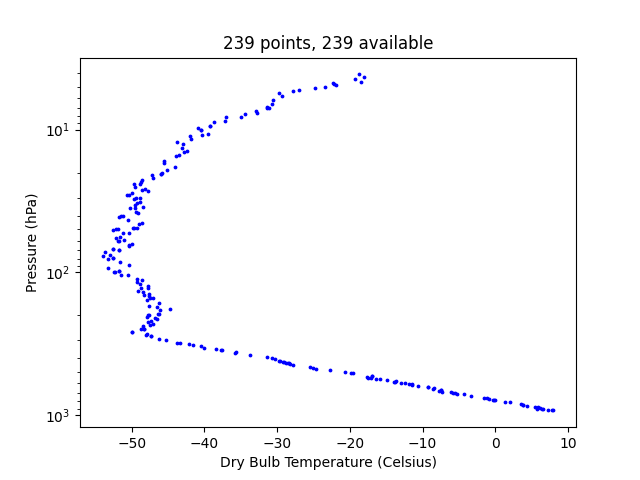 239 points, 239 available
10¹
10²
10³
Pressure (hPa)
−50 −40 −30 −20 −10 0 10
Dry Bulb Temperature (Celsius)